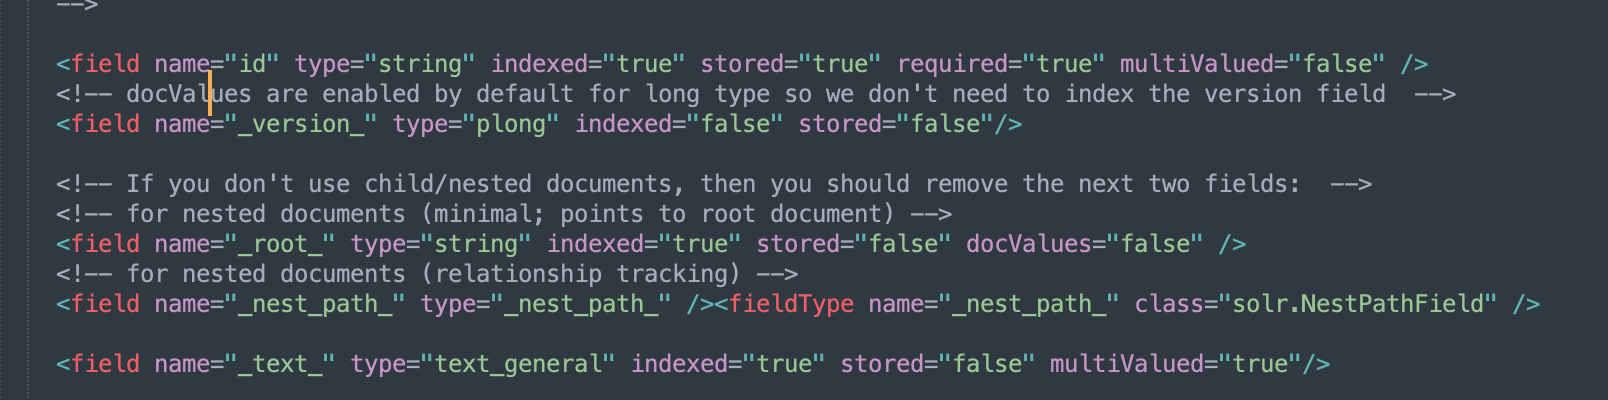 -->
<field name="id" type="string" indexed="true" stored="true" required="true" multiValued="false" />
<!-- docValues are enabled by default for long type so we don't need to index the version field  -->
<field name="_version_" type="plong" indexed="false" stored="false"/>
<!-- If you don't use child/nested documents, then you should remove the next two fields:  -->
<!-- for nested documents (minimal; points to root document) -->
<field name="_root_" type="string" indexed="true" stored="false" docValues="false" />
<!-- for nested documents (relationship tracking) -->
<field name="_nest_path_" type="_nest_path_" /><fieldType name="_nest_path_" class="solr.NestPathField" />
<field name="_text_" type="text_general" indexed="true" stored="false" multiValued="true"/>